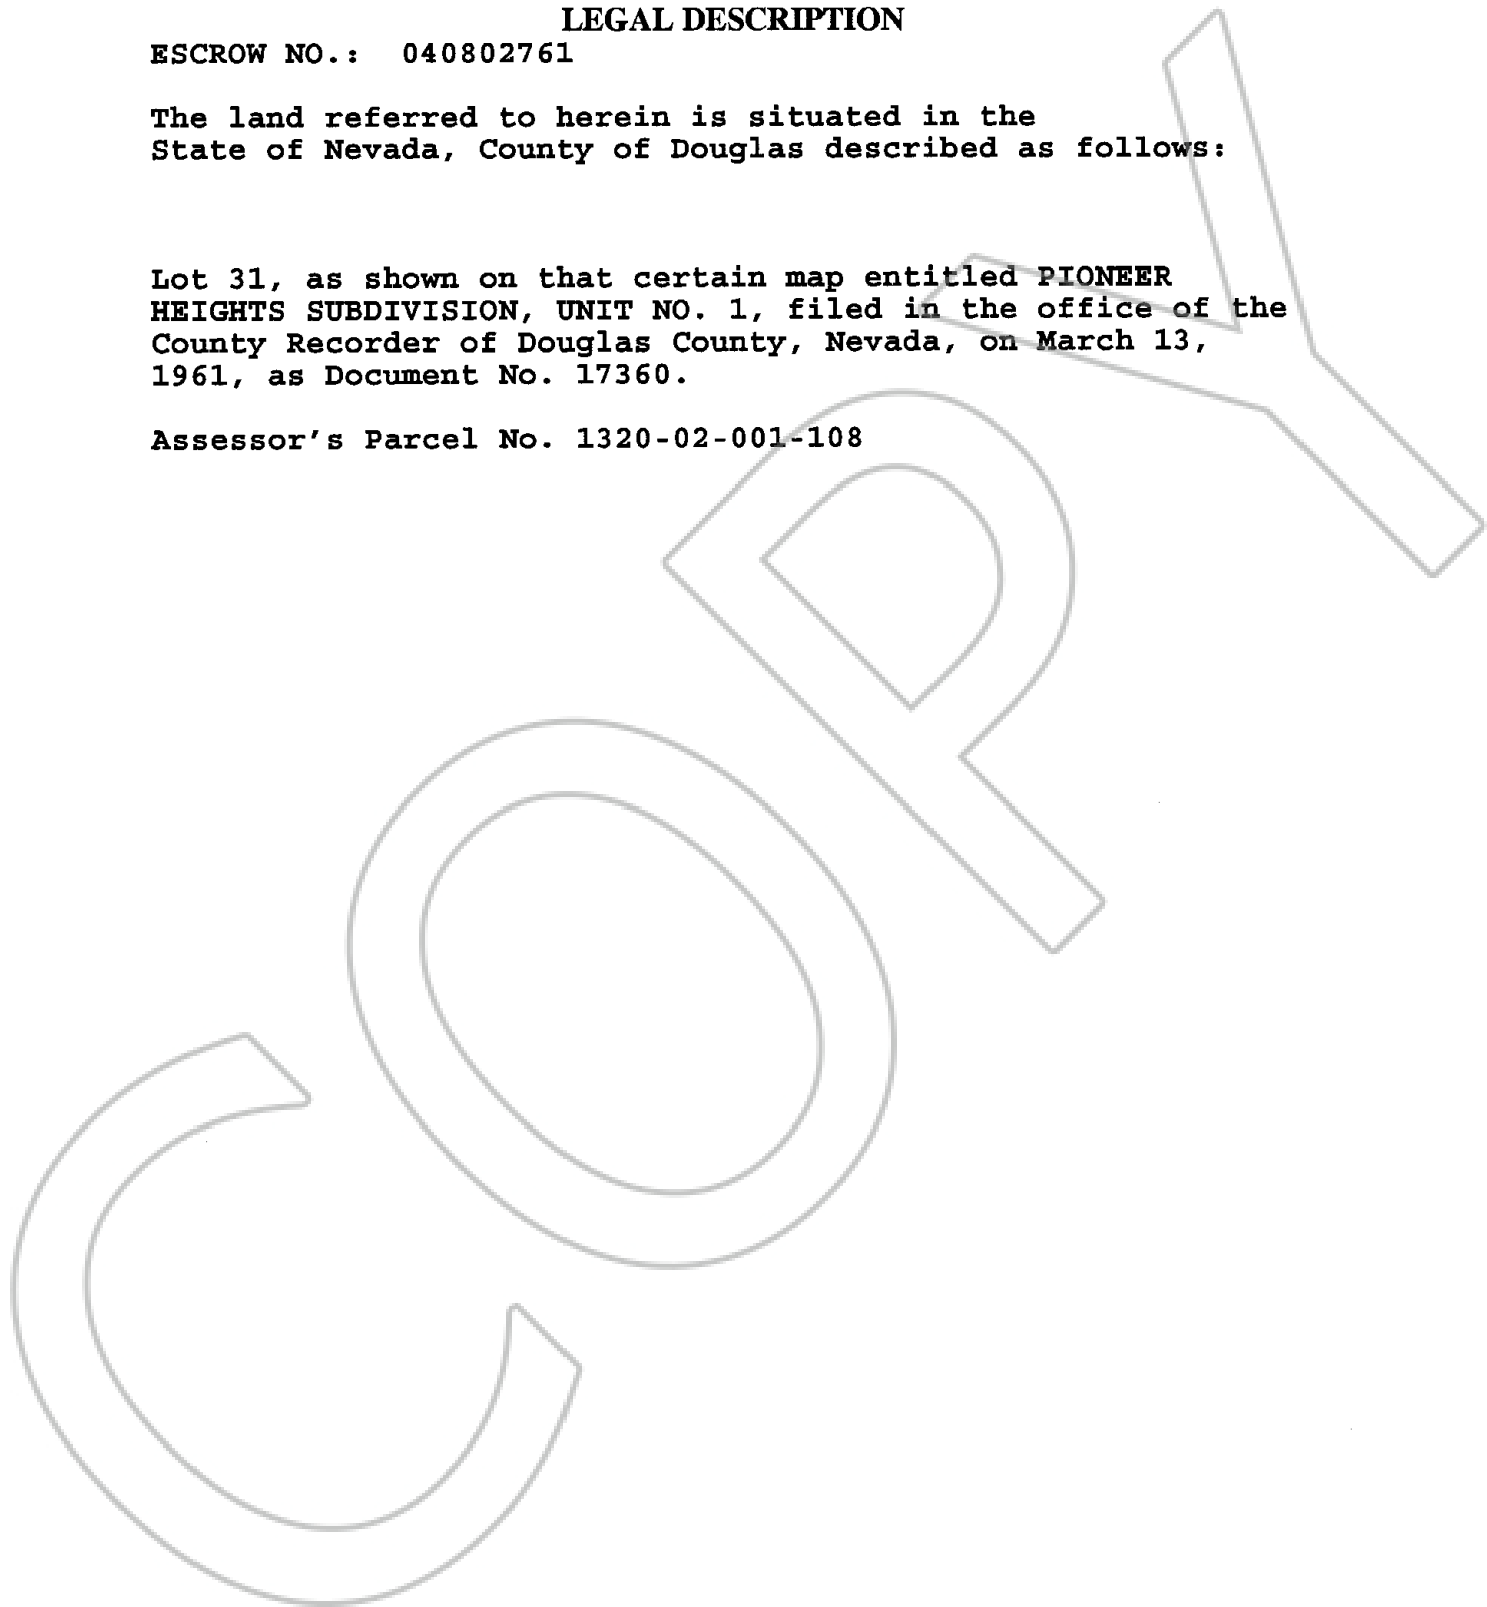 LEGAL DESCRIPTION
ESCROW NO.: 040802761
The land referred to herein is situated in the
State of Nevada, County of Douglas described as follows:
Lot 31, as shown on that certain map entitled PIONEER
HEIGHTS SUBDIVISION, UNIT NO. 1, filed in the office of the
County Recorder of Douglas County, Nevada, on March 13,
1961, as Document No. 17360.
Assessor's Parcel No. 1320-02-001-108
COPY